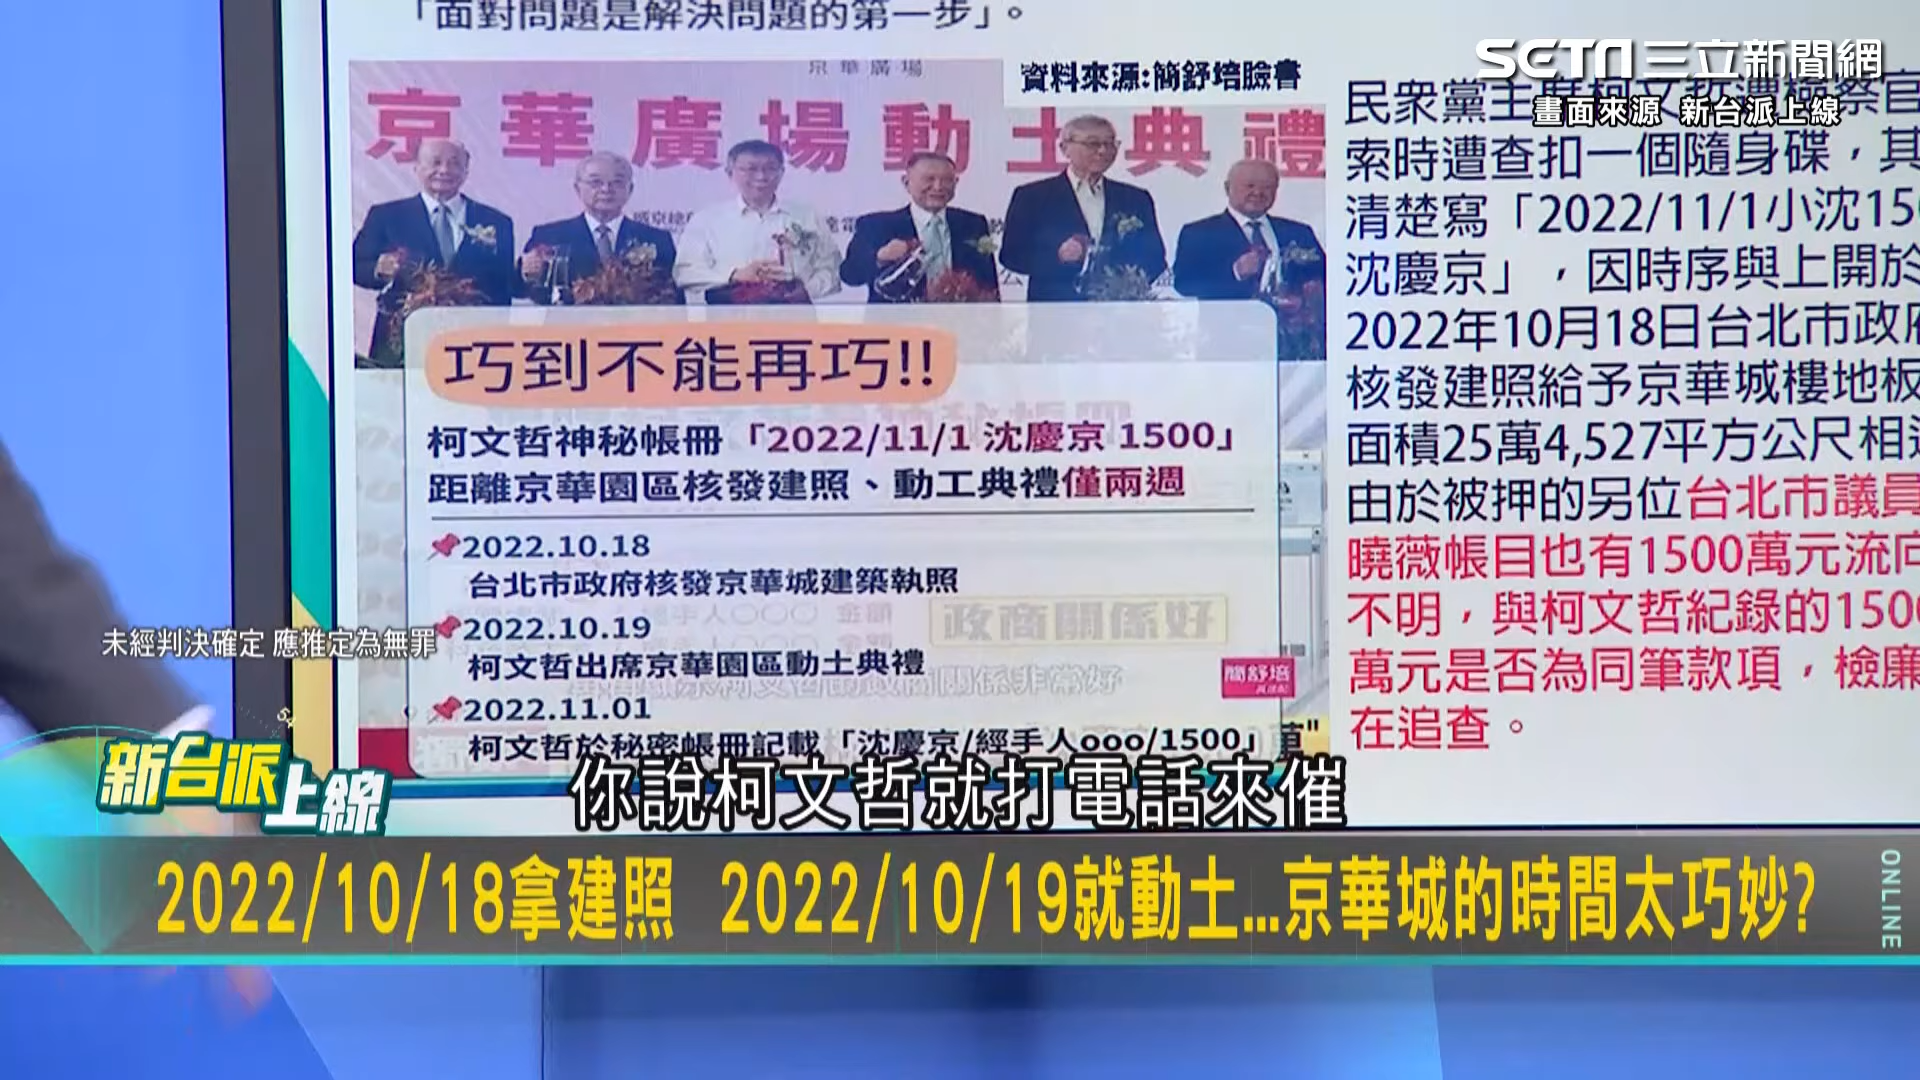 「面對問題是解決問題的第一步」。
SETN三立新聞網
畫面來源 新台派上線
資料來源:簡舒培臉書
京華廣場
京華廣場動土典禮
巧到不能再巧!!
柯文哲神秘帳冊「2022/11/1 沈慶京 1500」
距離京華園區核發建照、動工典禮僅兩週
2022.10.18
台北市政府核發京華城建築執照
2022.10.19
柯文哲出席京華園區動土典禮
2022.11.01
柯文哲於秘密帳冊記載「沈慶京/經手人ooo/1500」
政商關係好
簡舒培
民眾黨主席柯文哲遭檢察官
索時遭查扣一個隨身碟，其
清楚寫「2022/11/1小沈150
沈慶京」，因時序與上開於
2022年10月18日台北市政府
核發建照給予京華城樓地板
面積25萬4,527平方公尺相近
由於被押的另位台北市議員
曉薇帳目也有1500萬元流向
不明，與柯文哲紀錄的1500
萬元是否為同筆款項，檢廉
在追查。
未經判決確定 應推定為無罪
新台派上線
你說柯文哲就打電話來催
2022/10/18拿建照 2022/10/19就動土...京華城的時間太巧妙?
ONLINE